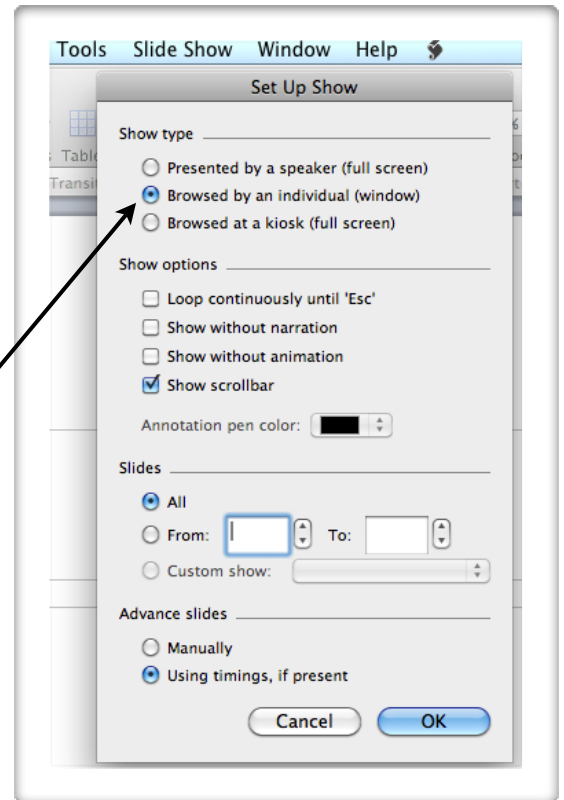 Tools Slide Show Window Help
Set Up Show
Show type
Table
Transit
Presented by a speaker (full screen)
Browsed by an individual (window)
Browsed at a kiosk (full screen)
Show options
Loop continuously until 'Esc'
Show without narration
Show without animation
Show scrollbar
Annotation pen color:
Slides
All
From: To:
Custom show:
Advance slides
Manually
Using timings, if present
Cancel OK